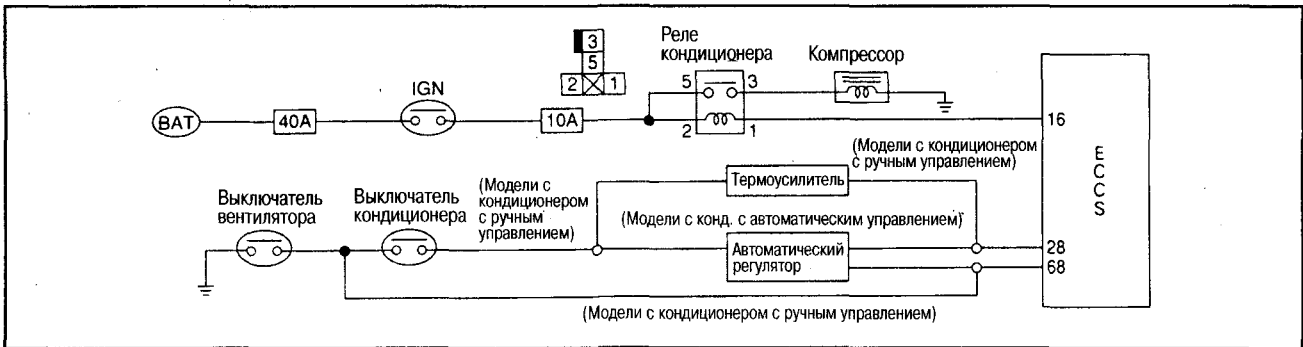 Реле
кондиционера
Компрессор
3
5
2 1
5 3
IGN
BAT
40A
10A
2 1
16
(Модели с кондиционером
с ручным управлением)
E
C
C
S
Термоусилитель
Выключатель
вентилятора
Выключатель
кондиционера
(Модели с
кондиционером
с ручным
управлением)
(Модели с конд. с автоматическим управлением)
Автоматический
регулятор
28
68
(Модели с кондиционером с ручным управлением)